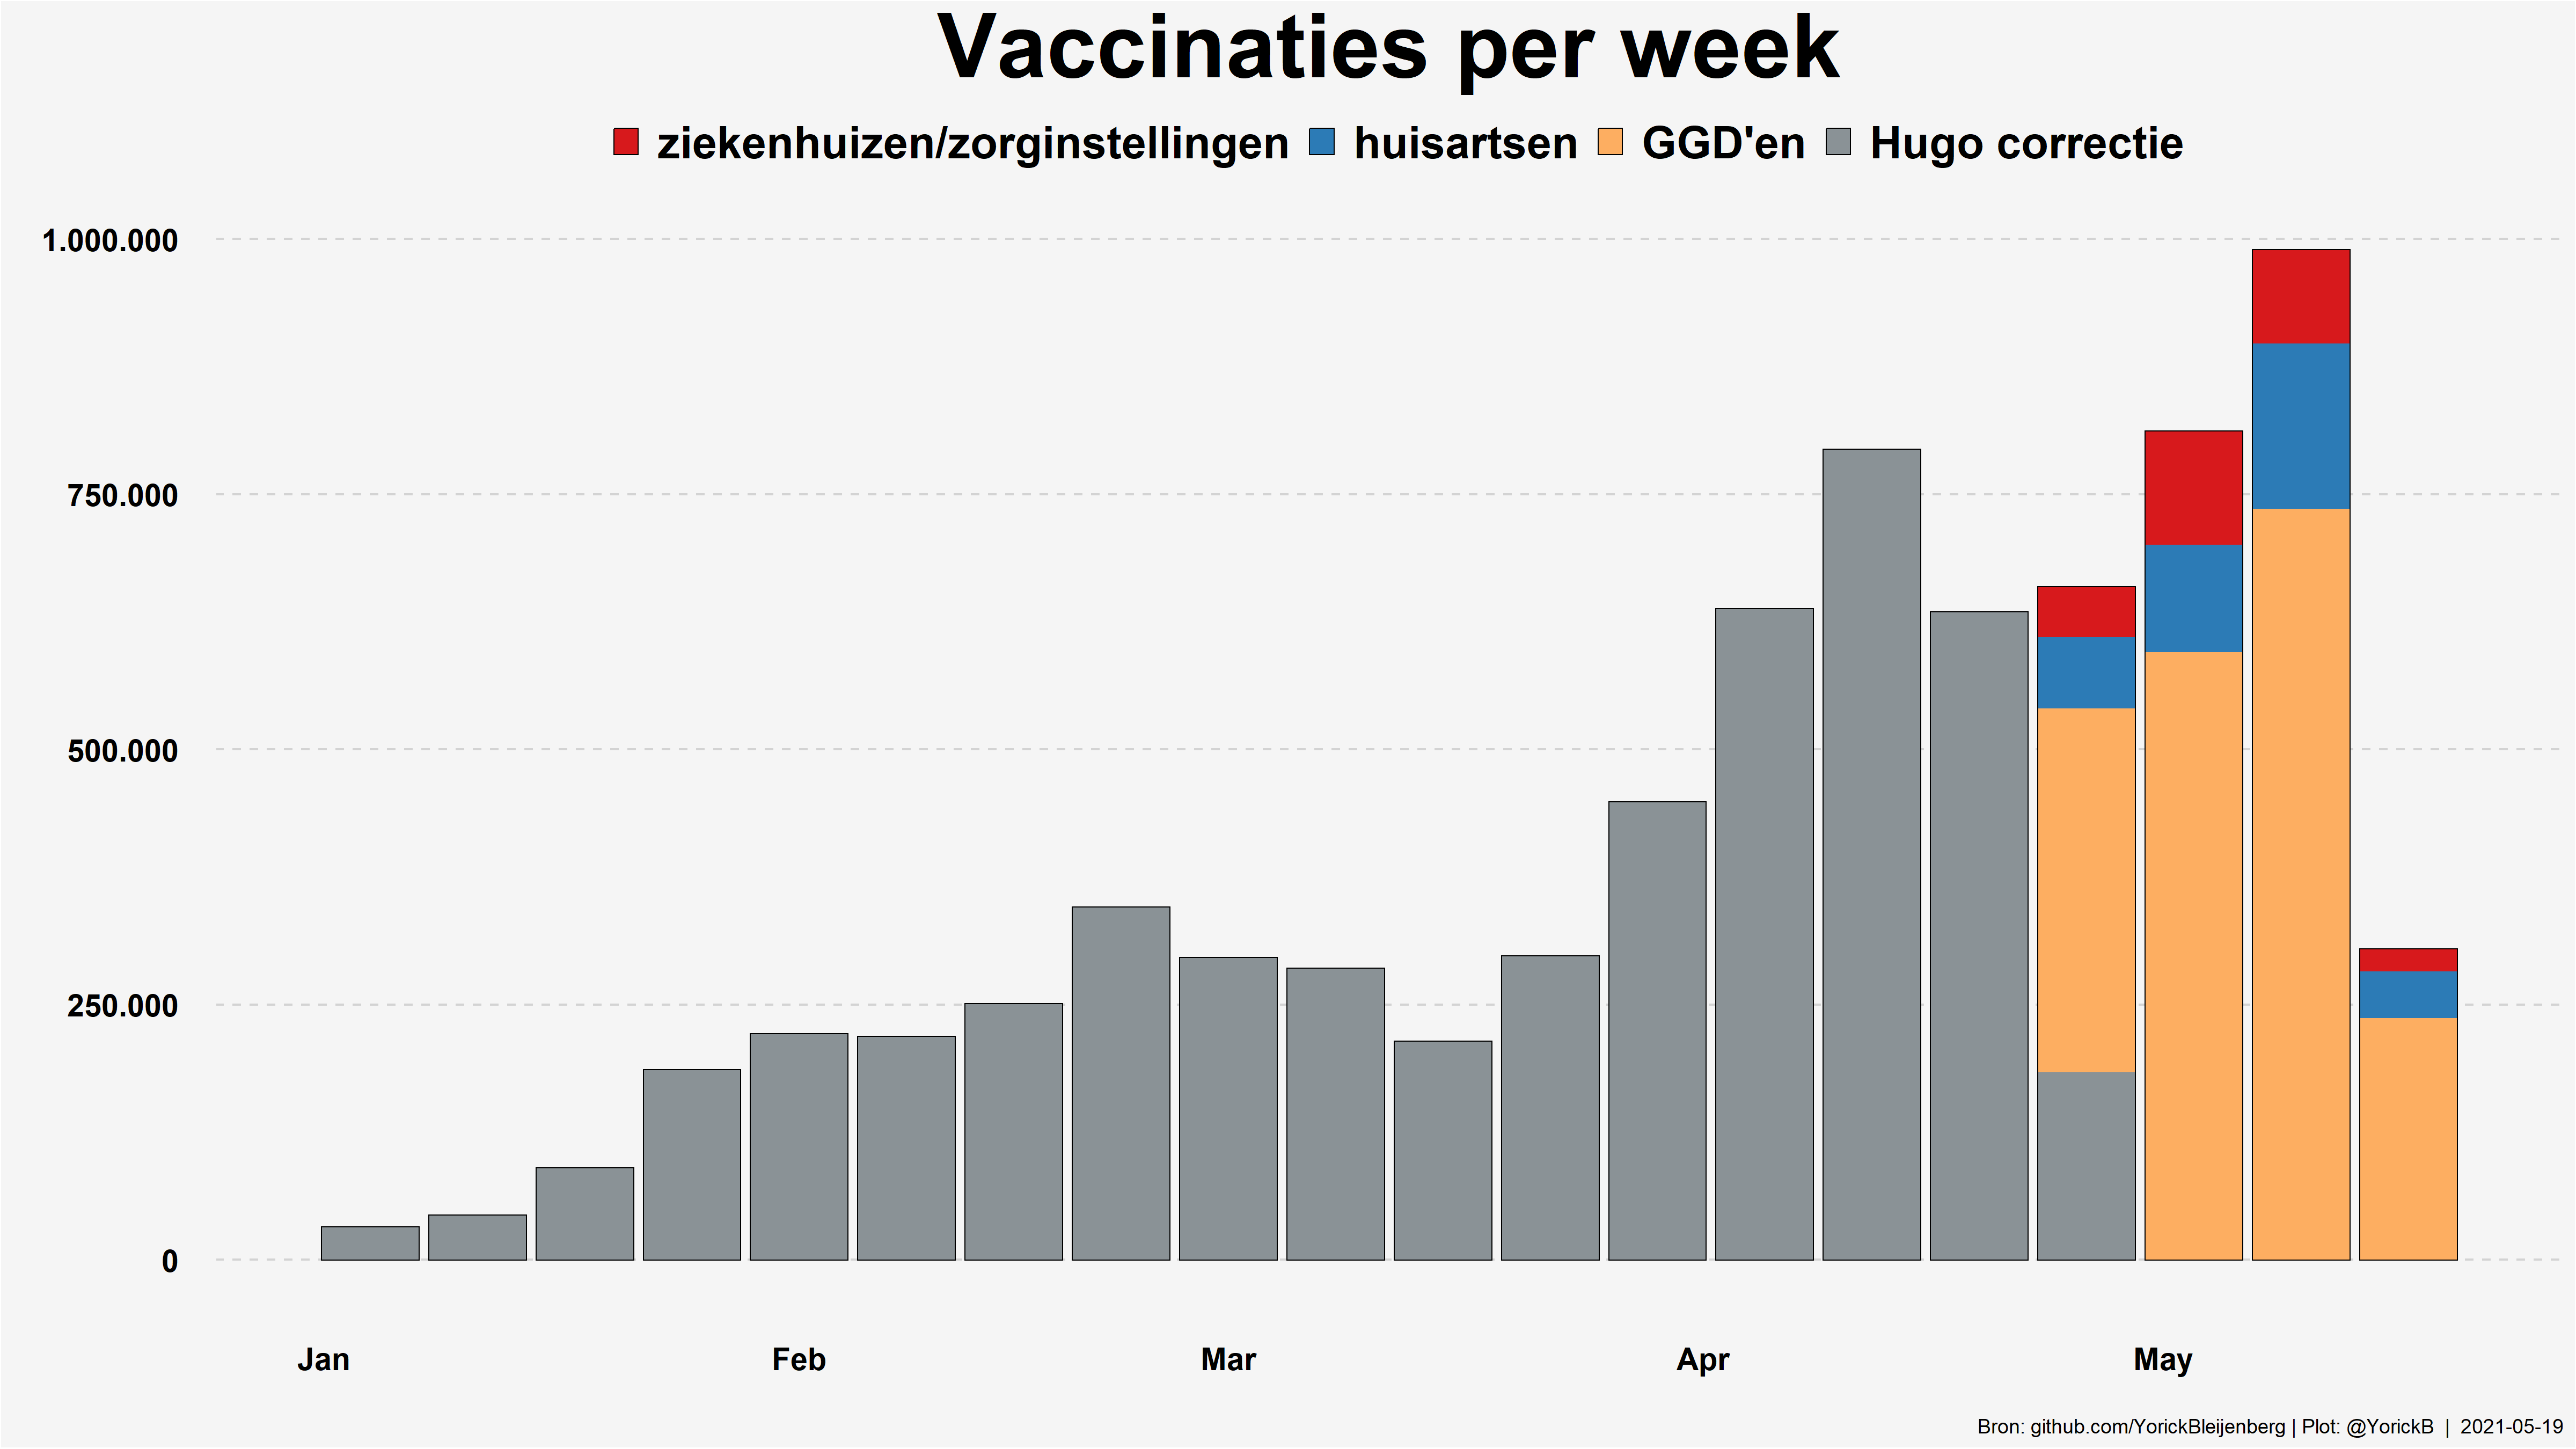 Vaccinaties per week
ziekenhuizen/zorginstellingen huisartsen GGD'en Hugo correctie
1.000.000
750.000
500.000
250.000
0
Jan Feb Mar Apr May
Bron: github.com/YorickBleijenberg | Plot: @YorickB | 2021-05-19